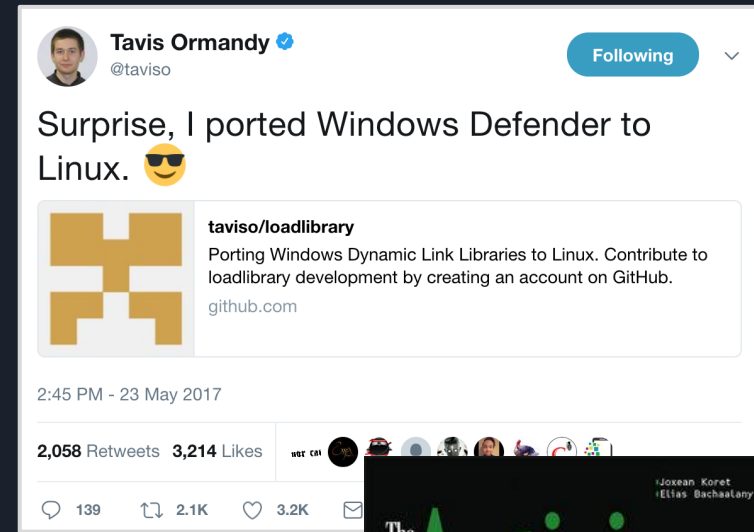 Tavis Ormandy
@taviso
Following
Surprise, I ported Windows Defender to
Linux. 😎
taviso/loadlibrary
Porting Windows Dynamic Link Libraries to Linux. Contribute to
loadlibrary development by creating an account on GitHub.
github.com
2:45 PM - 23 May 2017
2,058 Retweets 3,214 Likes
139 2.1K 3.2K
Joxean Koret
Elias Bachaalany
The